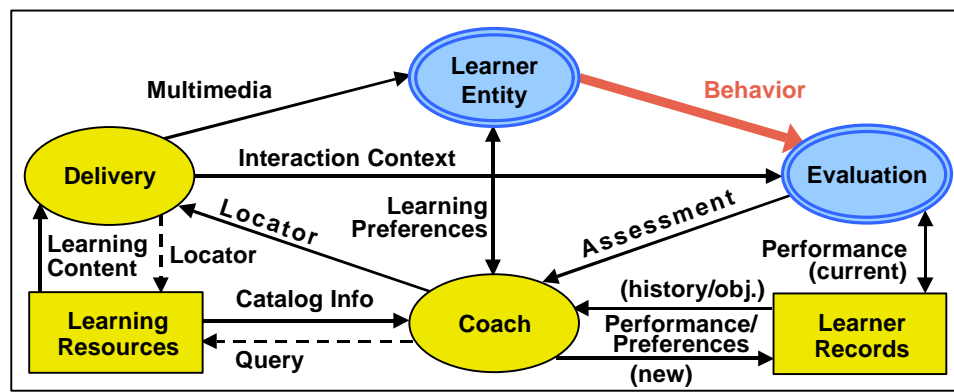 Learner
Entity
Multimedia
Behavior
Interaction Context
Delivery
Evaluation
Learning
Preferences
Locator
Assessment
Learning
Content
Locator
Performance
(current)
Catalog Info
(history/obj.)
Learning
Resources
Coach
Performance/
Preferences
Learner
Records
Query
(new)